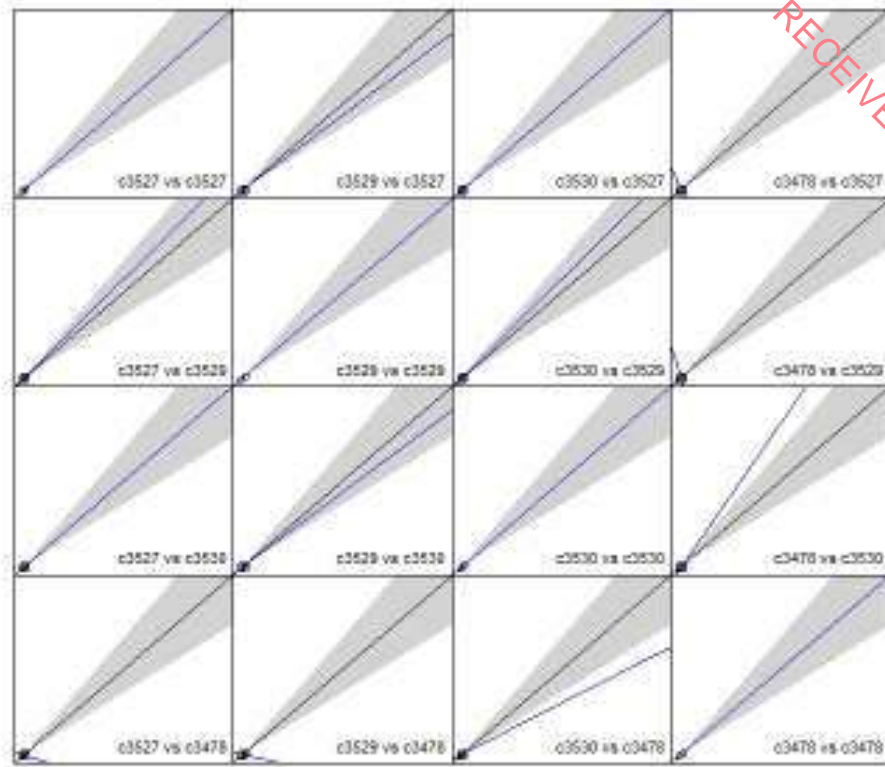 RECEIVE
c3527 vs c3527
c3529 vs c3527
c3530 vs c3527
c3478 vs c3527
c3527 vs c3529
c3529 vs c3529
c3530 vs c3529
c3478 vs c3529
c3527 vs c3530
c3529 vs c3530
c3530 vs c3530
c3478 vs c3530
c3527 vs c3478
c3529 vs c3478
c3530 vs c3478
c3478 vs c3478